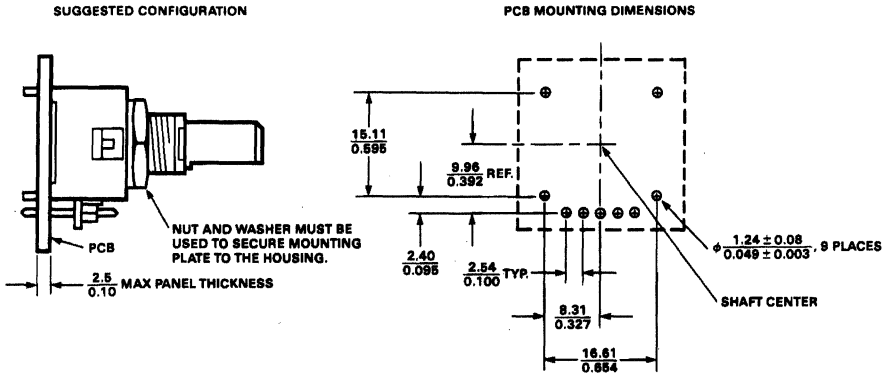 SUGGESTED CONFIGURATION
NUT AND WASHER MUST BE
USED TO SECURE MOUNTING
PLATE TO THE HOUSING.
PCB
2.5
0.10
MAX PANEL THICKNESS
PCB MOUNTING DIMENSIONS
15.11
0.595
9.96
0.392
REF.
2.40
0.095
2.54
0.100
TYP.
8.31
0.327
16.61
0.654
ϕ
1.24 ± 0.08
0.049 ± 0.003
, 9 PLACES
SHAFT CENTER